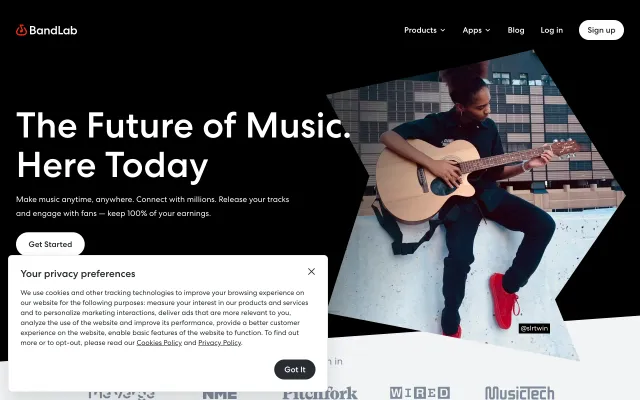 BandLab
Products
Apps
Blog
Log in
Sign up
The Future of Music.
Here Today
Make music anytime, anywhere. Connect with millions. Release your tracks
and engage with fans — keep 100% of your earnings.
Get Started
@slrtwin
Your privacy preferences
We use cookies and other tracking technologies to improve your browsing experience on
our website for the following purposes: measure your interest in our products and services
and to personalize marketing interactions, deliver ads that are more relevant to you,
analyze the use of the website and improve its performance, provide a better customer
experience on the website, enable basic features of the website to function. To find out
more or to opt-out, please read our Cookies Policy and Privacy Policy.
Got It
in
NME
Pitchfork
WIRED
MusicTech